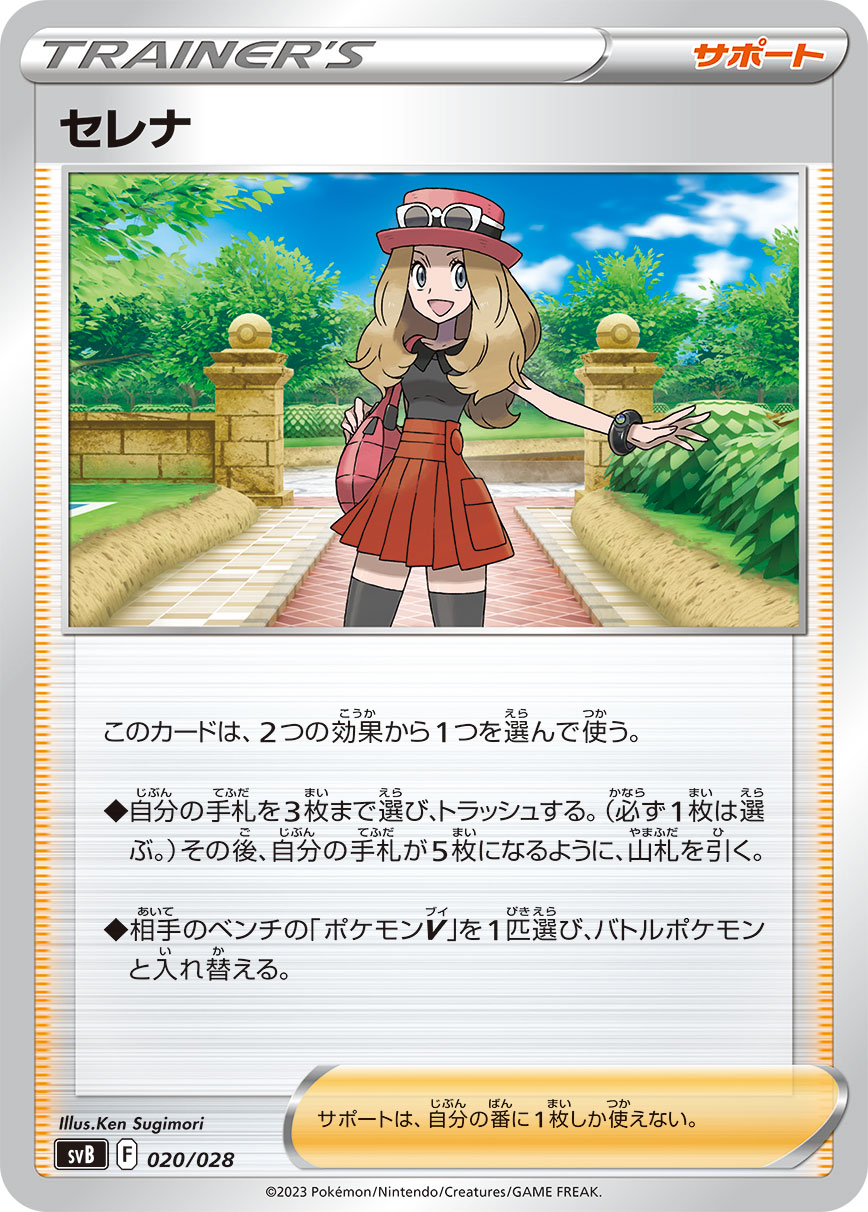 TRAINER'S
サポート
セレナ
このカードは、2つの効果から1つを選んで使う。
◆自分の手札を3枚まで選び、トラッシュする。(必ず1枚は選
ぶ。)その後、自分の手札が5枚になるように、山札を引く。
◆相手のベンチの「ポケモンV」を1匹選び、バトルポケモン
と入れ替える。
サポートは、自分の番に1枚しか使えない。
Illus.Ken Sugimori
svB F 020/028
©2023 Pokémon/Nintendo/Creatures/GAME FREAK.